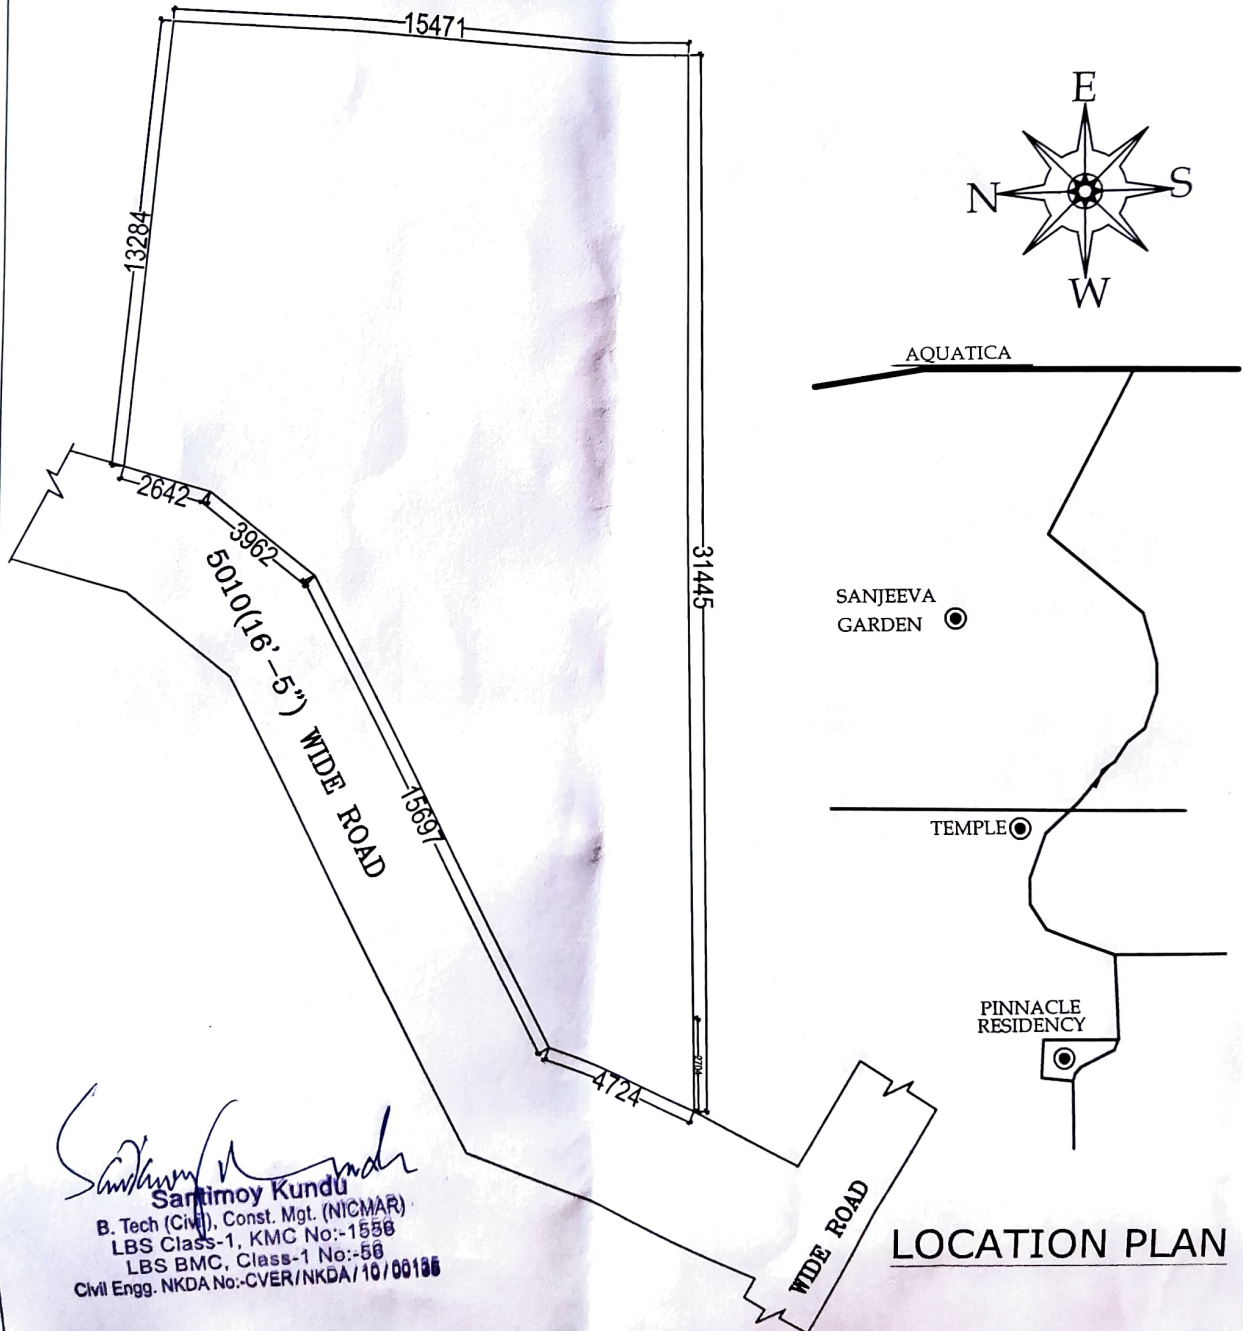 15471
E
N
S
W
13284
AQUATICA
2642
3962
5010(16'-5") WIDE ROAD
31445
SANJEEVA
GARDEN
15697
TEMPLE
PINNACLE
RESIDENCY
2704
4724
Santimoy Kundu
B. Tech (Civil), Const. Mgt. (NICMAR)
LBS Class-1, KMC No:-1556
LBS BMC, Class-1 No:-56
Civil Engg. NKDA No:-CVER/NKDA/10/00135
WIDE ROAD
LOCATION PLAN